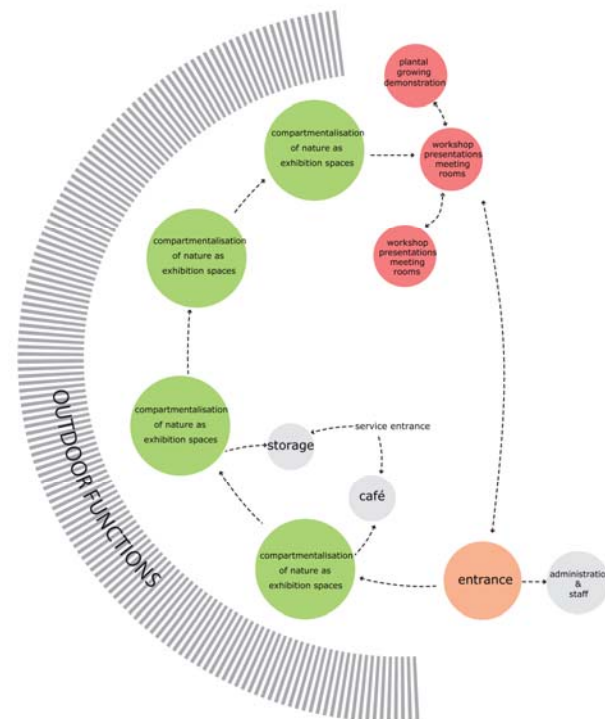 plantal
growing
demonstration
compartmentalisation
of nature as
exhibition spaces
workshop
presentations
meeting
rooms
compartmentalisation
of nature as
exhibition spaces
workshop
presentations
meeting
rooms
compartmentalisation
of nature as
exhibition spaces
service entrance
storage
café
compartmentalisation
of nature as
exhibition spaces
entrance
administration
&
staff
OUTDOOR FUNCTIONS